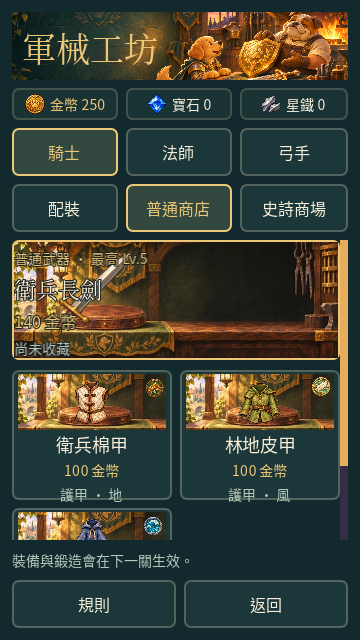 軍械工坊
金幣 250
寶石 0
星鐵 0
騎士
法師
弓手
配裝
普通商店
史詩商場
普通武器 · 最高 Lv.5
衛兵長劍
140 金幣
尚未收藏
衛兵棉甲
100 金幣
護甲 · 地
林地皮甲
100 金幣
護甲 · 風
裝備與鍛造會在下一關生效。
規則
返回